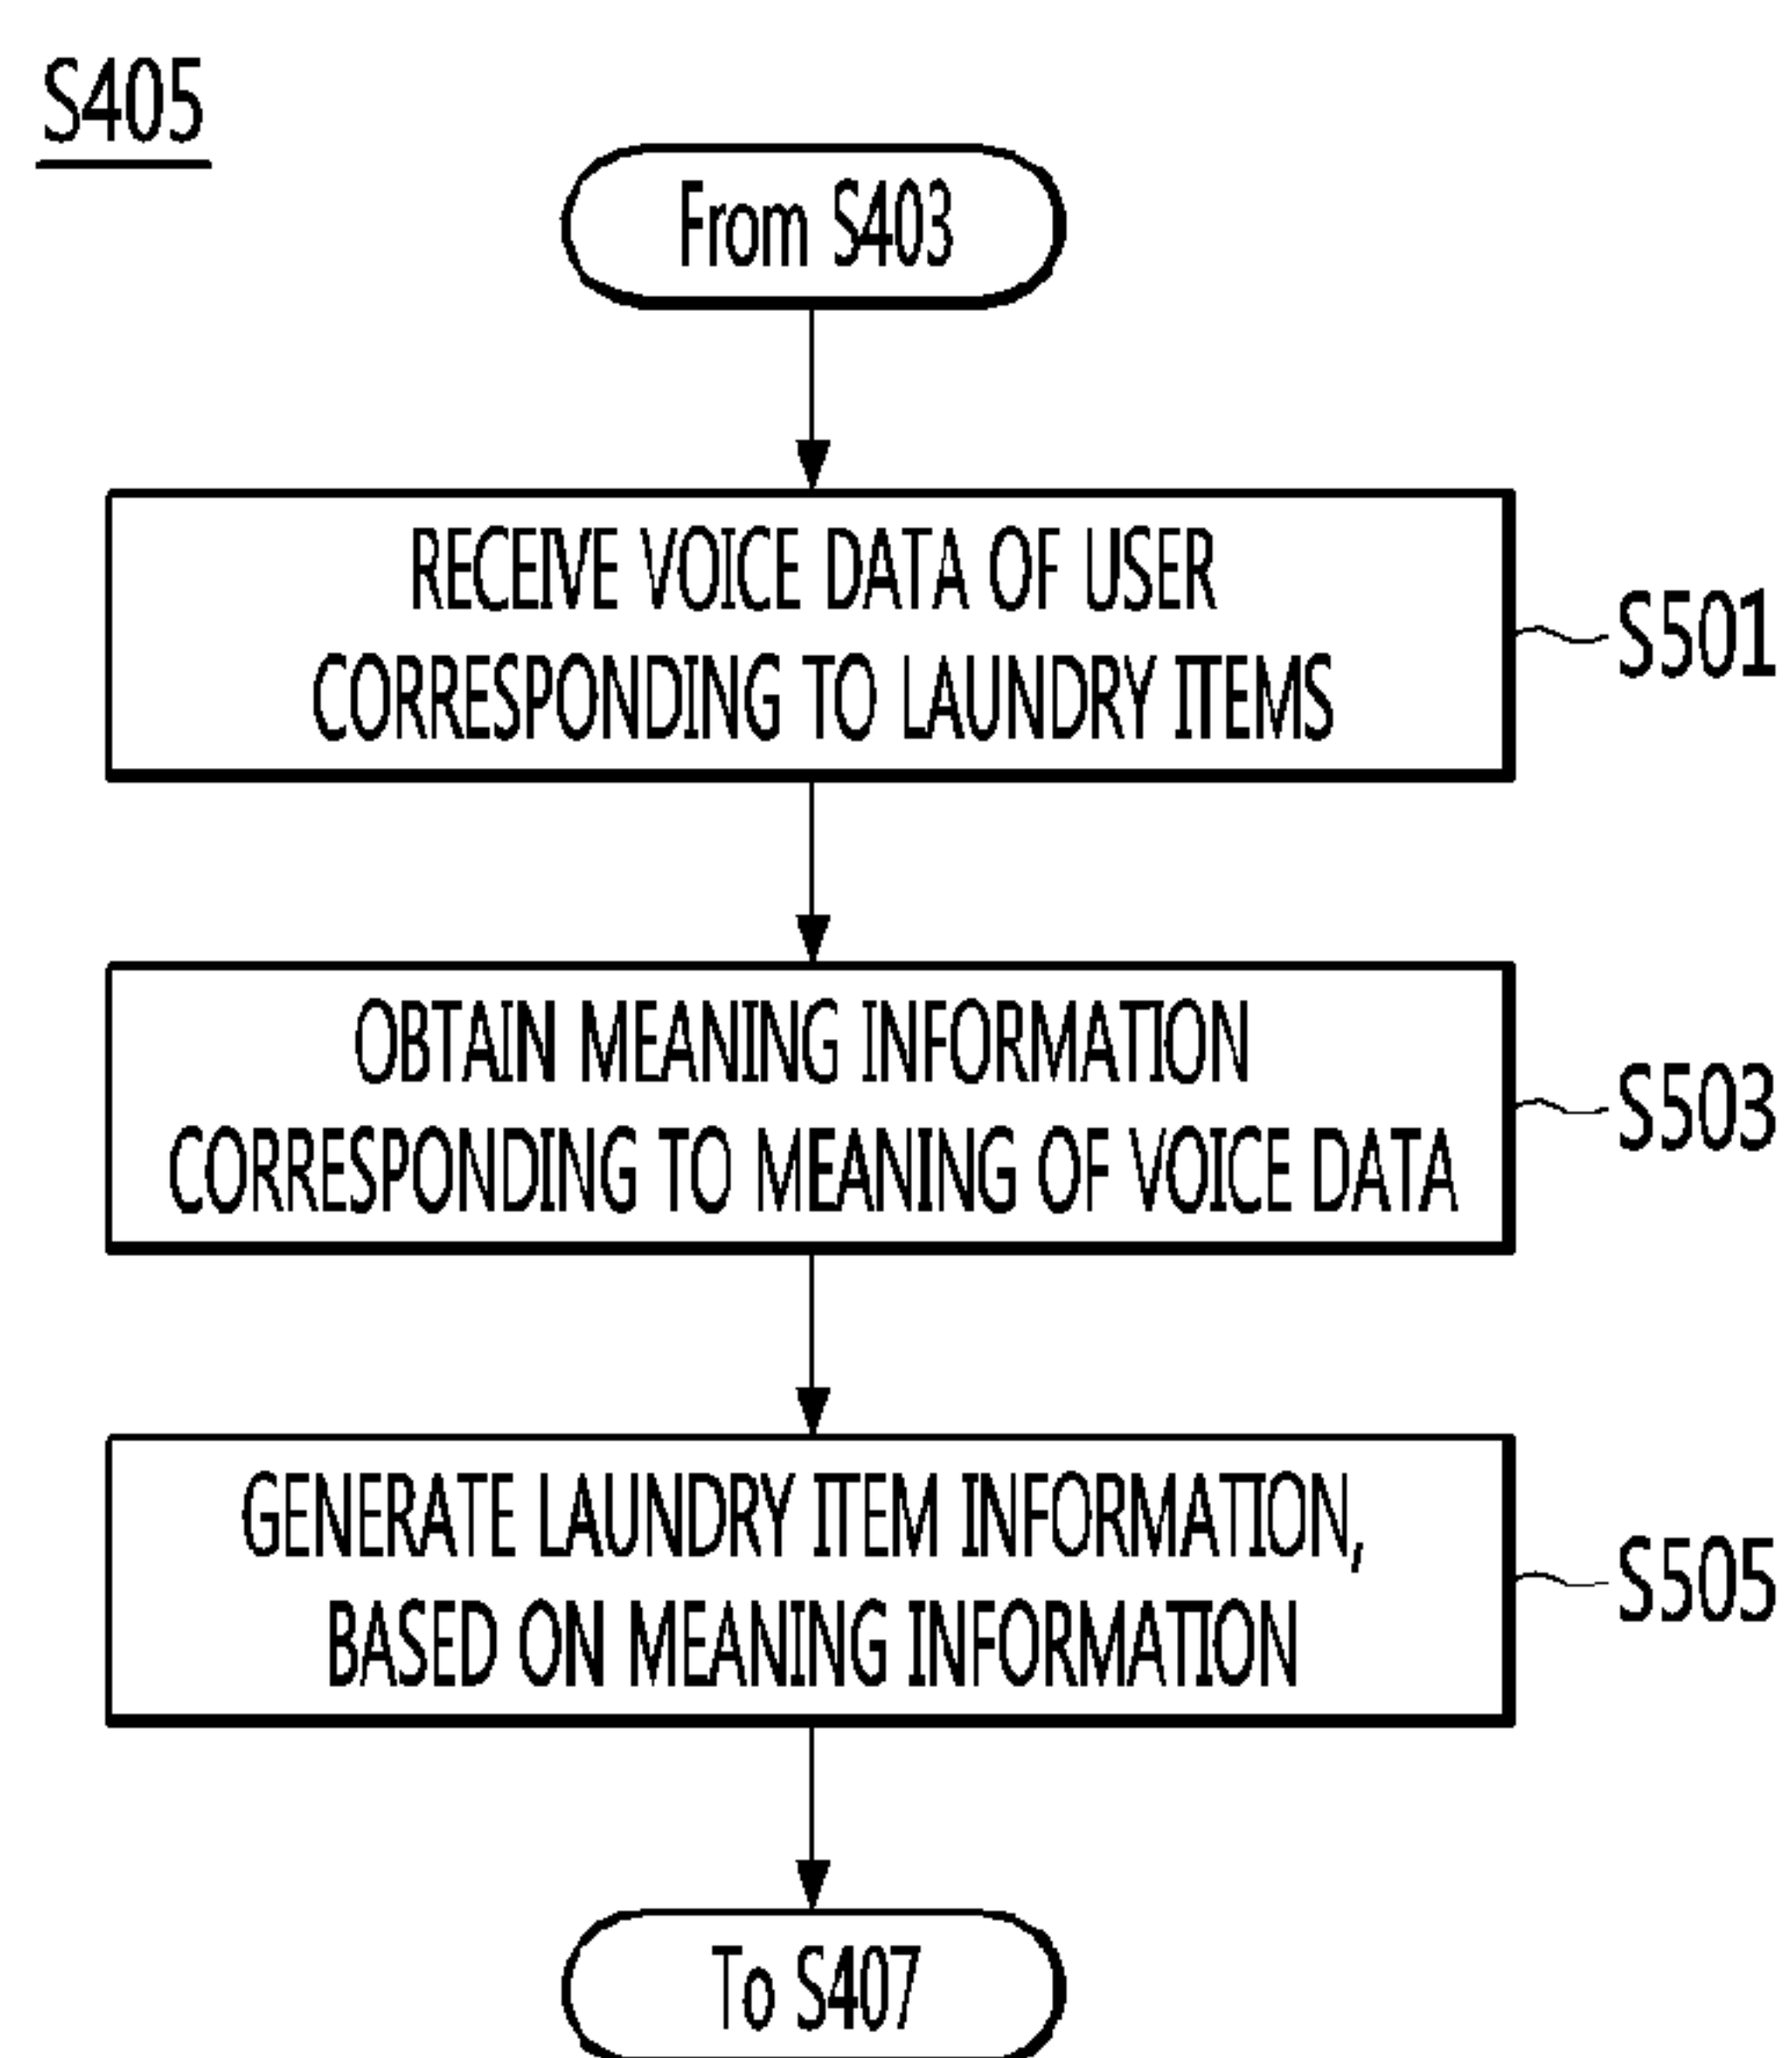 S405
From S403
RECEIVE VOICE DATA OF USER
CORRESPONDING TO LAUNDRY ITEMS
S501
OBTAIN MEANING INFORMATION
CORRESPONDING TO MEANING OF VOICE DATA
S503
GENERATE LAUNDRY ITEM INFORMATION,
BASED ON MEANING INFORMATION
S505
To S407